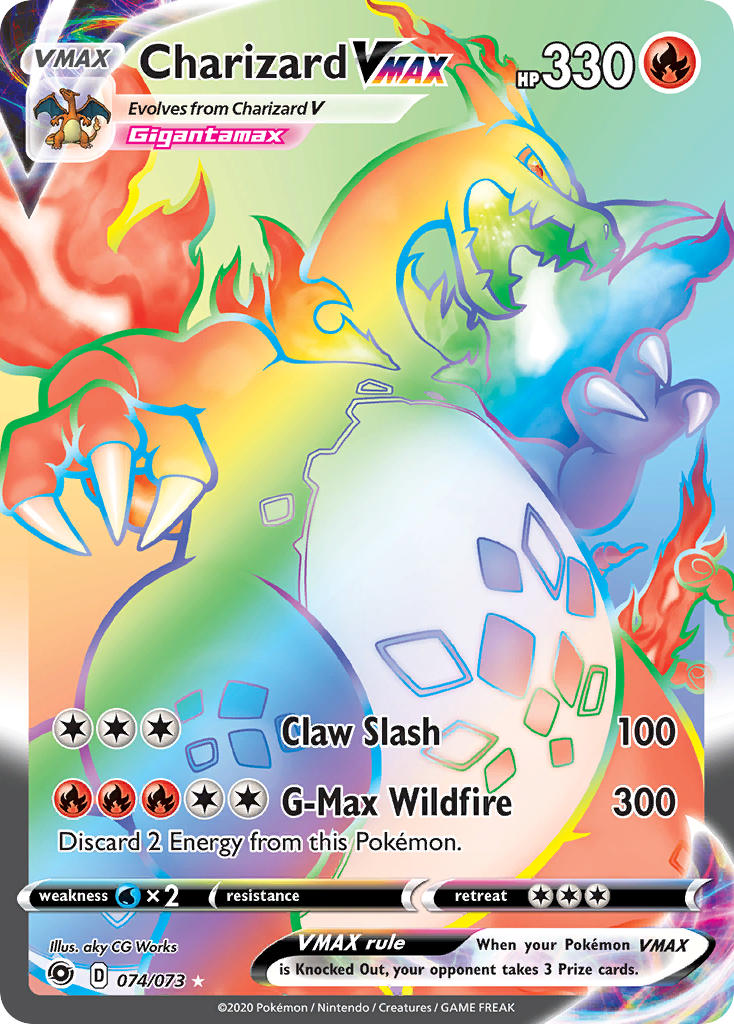 VMAX
Charizard VMAX
HP 330
Evolves from Charizard V
Gigantamax
Claw Slash 100
G-Max Wildfire 300
Discard 2 Energy from this Pokémon.
weakness ×2 resistance retreat
Illus. aky CG Works
VMAX rule When your Pokémon VMAX
is Knocked Out, your opponent takes 3 Prize cards.
D 074/073
©2020 Pokémon / Nintendo / Creatures / GAME FREAK